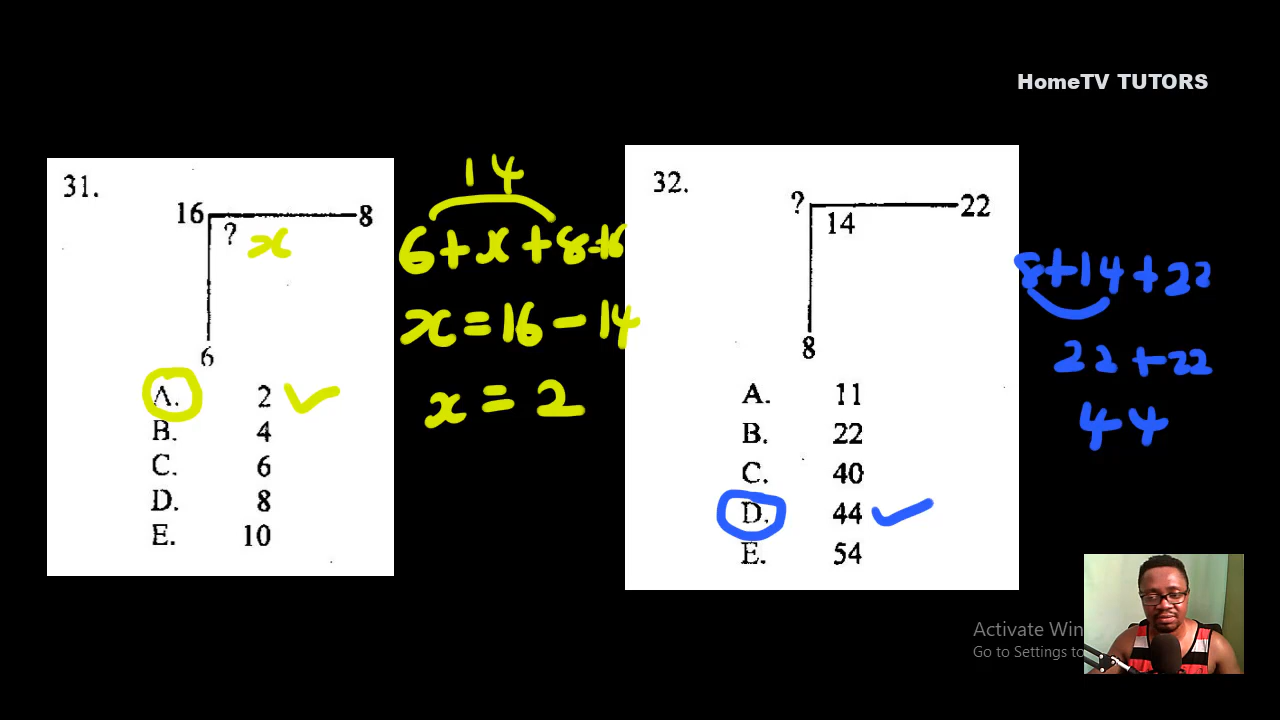 HomeTV TUTORS
31.
16 8
? x
6
A. 2
B. 4
C. 6
D. 8
E. 10
14
6+x+8=16
x=16-14
x=2
32.
? 22
14
8
A. 11
B. 22
C. 40
D. 44
E. 54
8+14+22
22+22
44
Activate Win
Go to Settings to